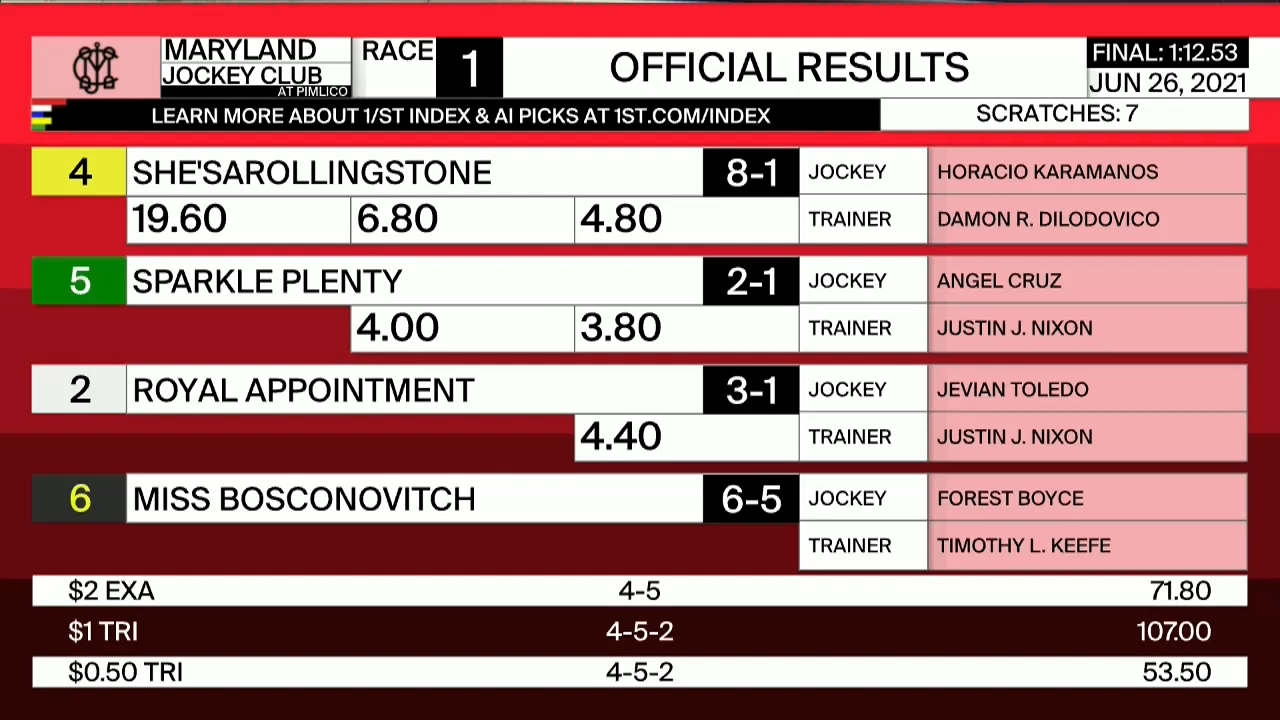 MARYLAND
JOCKEY CLUB
AT PIMLICO
RACE 1
OFFICIAL RESULTS
FINAL: 1:12.53
JUN 26, 2021
LEARN MORE ABOUT 1/ST INDEX & AI PICKS AT 1ST.COM/INDEX
SCRATCHES: 7
4 SHE'SAROLLINGSTONE 8-1 JOCKEY HORACIO KARAMANOS
19.60 6.80 4.80 TRAINER DAMON R. DILODOVICO
5 SPARKLE PLENTY 2-1 JOCKEY ANGEL CRUZ
4.00 3.80 TRAINER JUSTIN J. NIXON
2 ROYAL APPOINTMENT 3-1 JOCKEY JEVIAN TOLEDO
4.40 TRAINER JUSTIN J. NIXON
6 MISS BOSCONOVITCH 6-5 JOCKEY FOREST BOYCE
TRAINER TIMOTHY L. KEEFE
$2 EXA 4-5 71.80
$1 TRI 4-5-2 107.00
$0.50 TRI 4-5-2 53.50